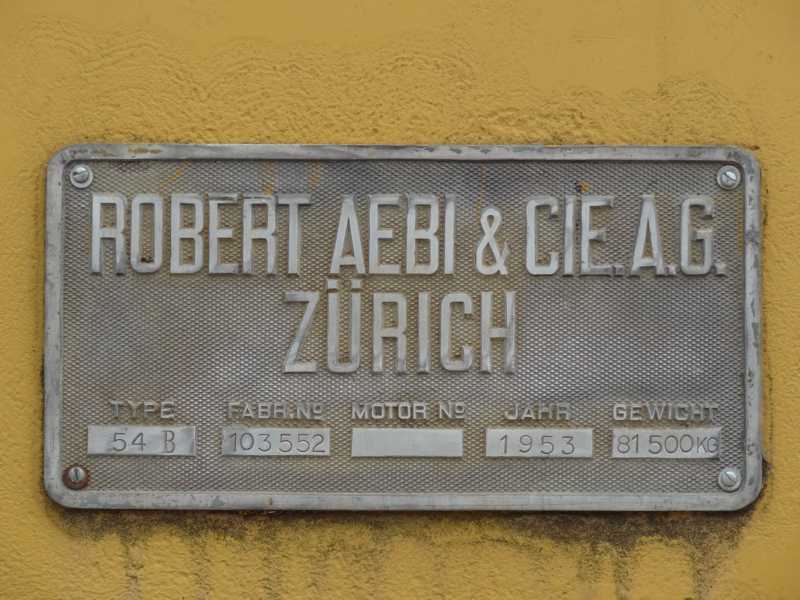 ROBERT AEBI & CIE. A.G.
ZÜRICH
TYPE FABR. Nº MOTOR Nº JAHR GEWICHT
54 B 103552 1953 81500KG